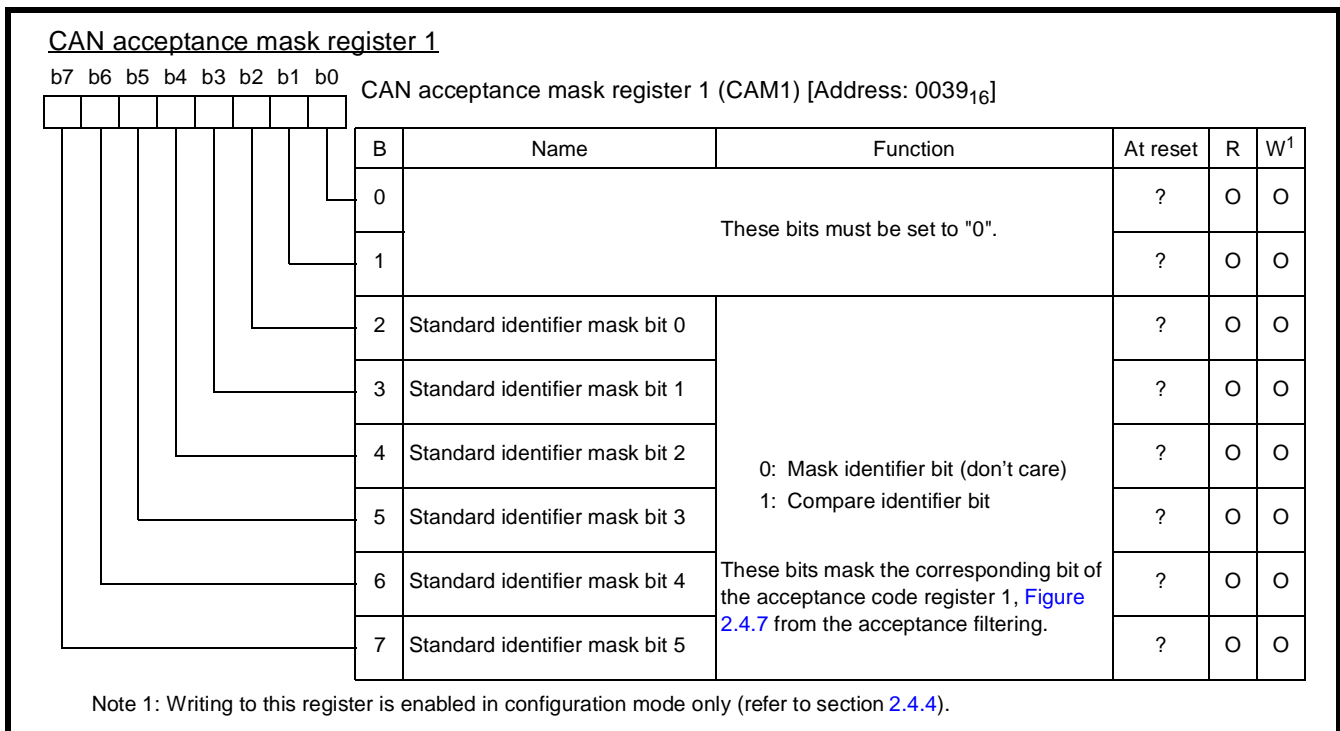 CAN acceptance mask register 1
b7 b6 b5 b4 b3 b2 b1 b0
CAN acceptance mask register 1 (CAM1) [Address: 0039₁₆]
B Name Function At reset R W¹
0 ? O O
These bits must be set to "0".
1 ? O O
2 Standard identifier mask bit 0 ? O O
3 Standard identifier mask bit 1 ? O O
4 Standard identifier mask bit 2 ? O O
0: Mask identifier bit (don't care)
1: Compare identifier bit
5 Standard identifier mask bit 3 ? O O
6 Standard identifier mask bit 4 ? O O
These bits mask the corresponding bit of
the acceptance code register 1, Figure
2.4.7 from the acceptance filtering.
7 Standard identifier mask bit 5 ? O O
Note 1: Writing to this register is enabled in configuration mode only (refer to section 2.4.4).